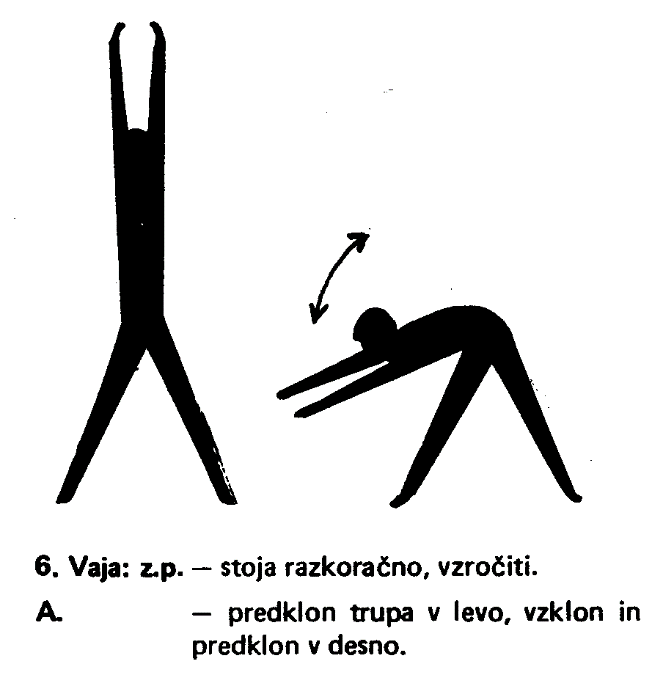 6. Vaja: z.p. — stoja razkoračno, vzročiti.
A. — predklon trupa v levo, vzklon in
predklon v desno.